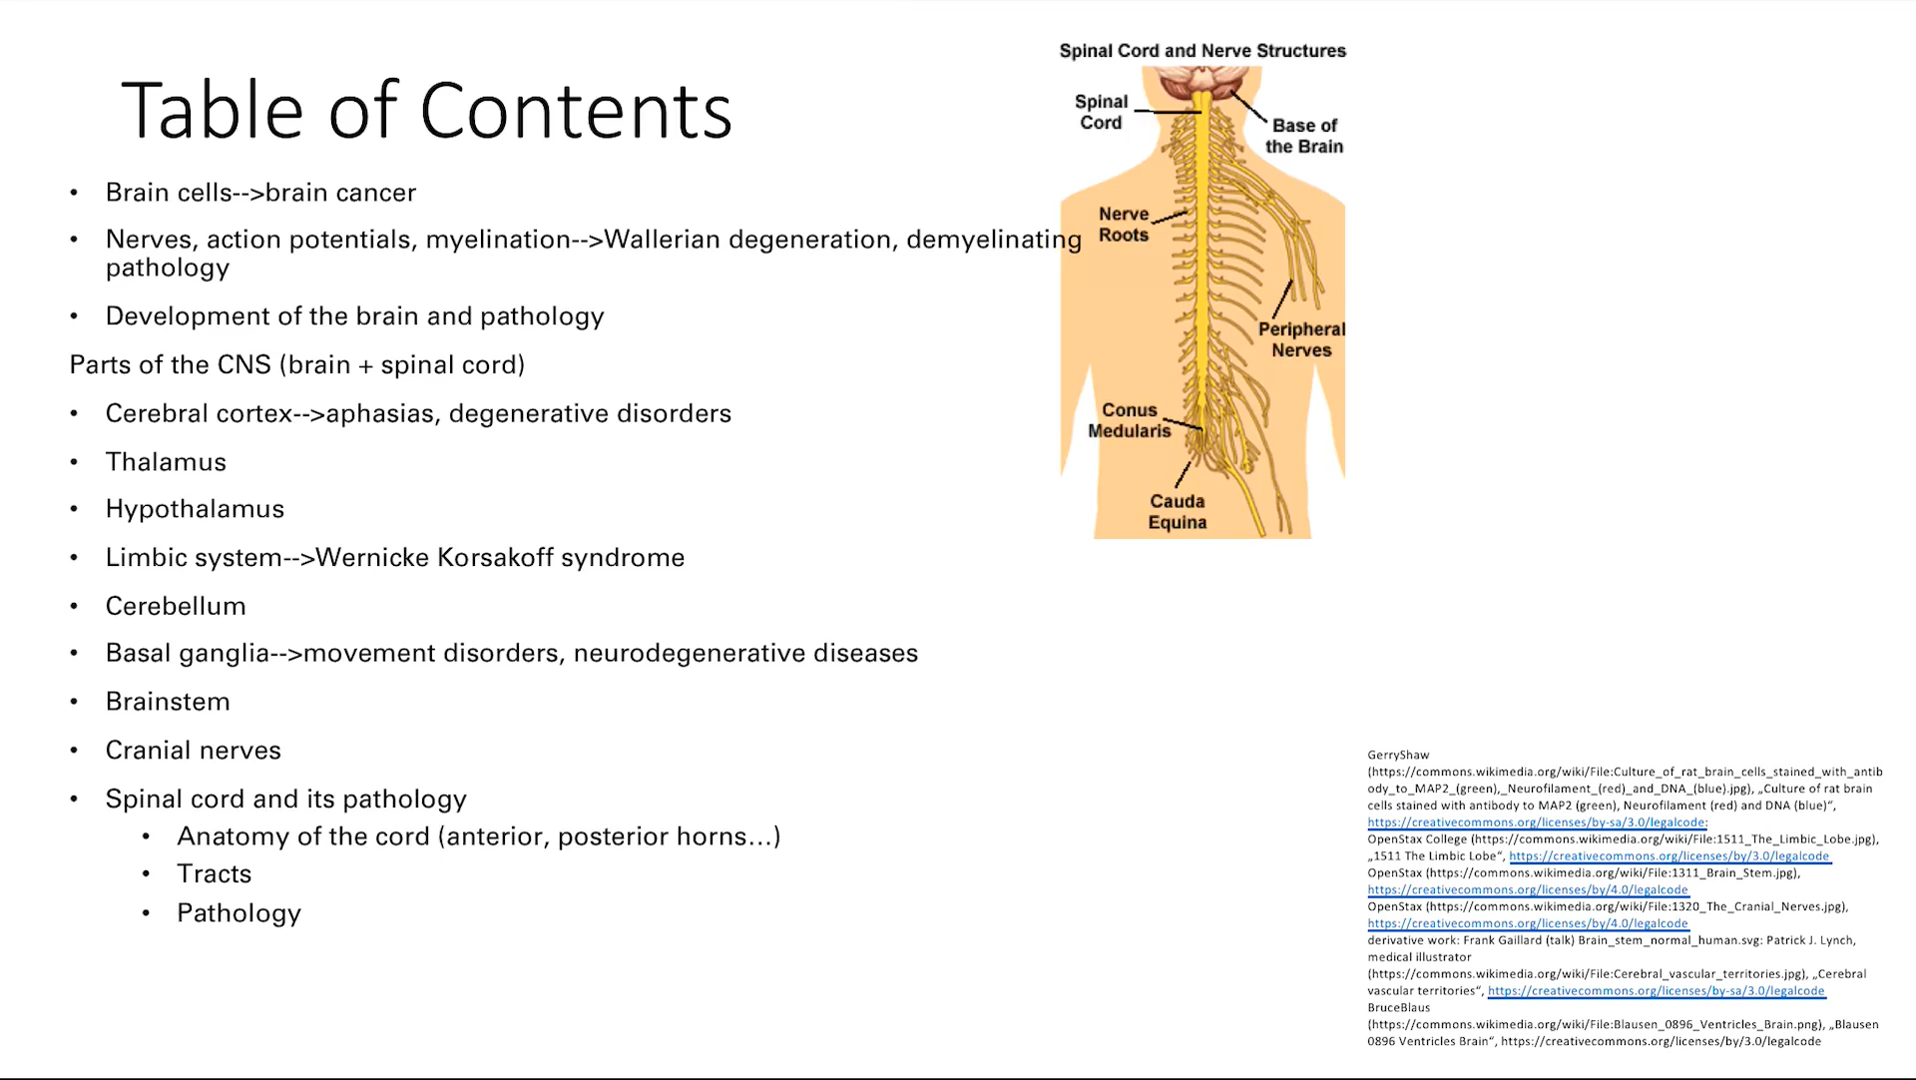 Table of Contents
• Brain cells-->brain cancer
• Nerves, action potentials, myelination-->Wallerian degeneration, demyelinating
pathology
• Development of the brain and pathology
Parts of the CNS (brain + spinal cord)
• Cerebral cortex-->aphasias, degenerative disorders
• Thalamus
• Hypothalamus
• Limbic system-->Wernicke Korsakoff syndrome
• Cerebellum
• Basal ganglia-->movement disorders, neurodegenerative diseases
• Brainstem
• Cranial nerves
• Spinal cord and its pathology
• Anatomy of the cord (anterior, posterior horns...)
• Tracts
• Pathology
Spinal Cord and Nerve Structures
Spinal
Cord
Base of
the Brain
Nerve
Roots
Peripheral
Nerves
Conus
Medularis
Cauda
Equina
GerryShaw
(https://commons.wikimedia.org/wiki/File:Culture_of_rat_brain_cells_stained_with_antib
ody_to_MAP2_(green),_Neurofilament_(red)_and_DNA_(blue).jpg), „Culture of rat brain
cells stained with antibody to MAP2 (green), Neurofilament (red) and DNA (blue)“,
https://creativecommons.org/licenses/by-sa/3.0/legalcode;
OpenStax College (https://commons.wikimedia.org/wiki/File:1511_The_Limbic_Lobe.jpg),
„1511 The Limbic Lobe“, https://creativecommons.org/licenses/by/3.0/legalcode
OpenStax (https://commons.wikimedia.org/wiki/File:1311_Brain_Stem.jpg),
https://creativecommons.org/licenses/by/4.0/legalcode
OpenStax (https://commons.wikimedia.org/wiki/File:1320_The_Cranial_Nerves.jpg),
https://creativecommons.org/licenses/by/4.0/legalcode
derivative work: Frank Gaillard (talk) Brain_stem_normal_human.svg: Patrick J. Lynch,
medical illustrator
(https://commons.wikimedia.org/wiki/File:Cerebral_vascular_territories.jpg), „Cerebral
vascular territories“, https://creativecommons.org/licenses/by-sa/3.0/legalcode
BruceBlaus
(https://commons.wikimedia.org/wiki/File:Blausen_0896_Ventricles_Brain.png), „Blausen
0896 Ventricles Brain“, https://creativecommons.org/licenses/by/3.0/legalcode